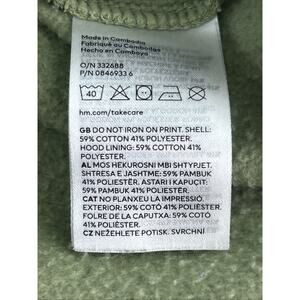 Made in Cambodia
Fabriqué au Cambodge
Hecho en Camboya
O/N 332688
P/N 0846933 6
40
hm.com/takecare
GB DO NOT IRON ON PRINT. SHELL:
59% COTTON 41% POLYESTER.
HOOD LINING: 59% COTTON 41%
POLYESTER.
AL MOS HEKUROSNI MBI SHTYPJET.
SHTRESA E JASHTME: 59% PAMBUK
41% POLIESTER. ASTARI I KAPUÇIT:
59% PAMBUK 41% POLIESTER.
CAT NO PLANXEU LA IMPRESSIÓ.
EXTERIOR: 59% COTÓ 41% POLIÈSTER.
FOLRE DE LA CAPUTXA: 59% COTÓ
41% POLIÈSTER.
CZ NEŽEHLETE POTISK. SVRCHNÍ